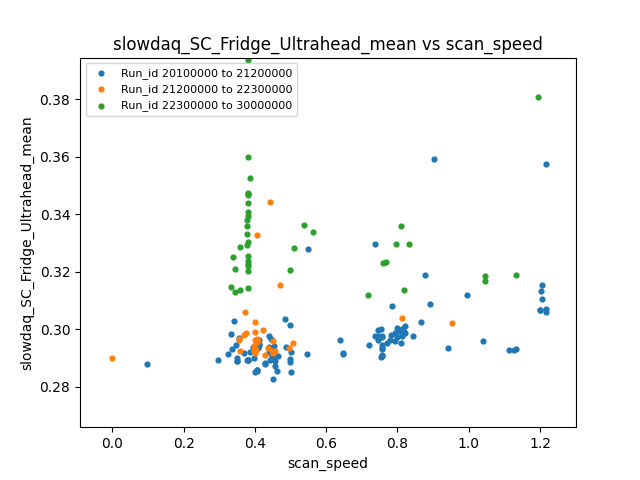 slowdaq_SC_Fridge_Ultrahead_mean vs scan_speed
Run_id 20100000 to 21200000
Run_id 21200000 to 22300000
Run_id 22300000 to 30000000
slowdaq_SC_Fridge_Ultrahead_mean
0.38
0.36
0.34
0.32
0.30
0.28
0.0 0.2 0.4 0.6 0.8 1.0 1.2
scan_speed